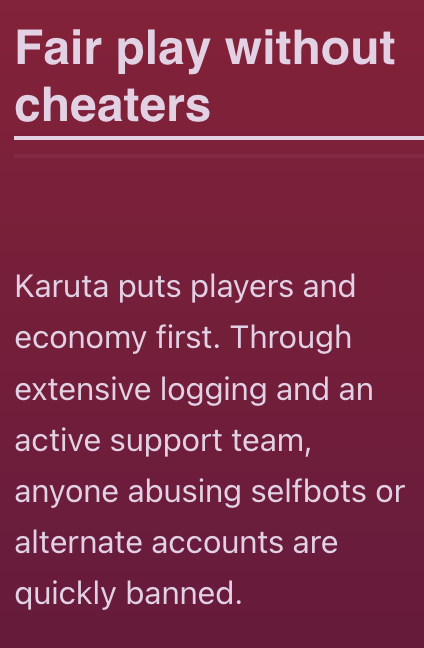 Fair play without
cheaters
Karuta puts players and
economy first. Through
extensive logging and an
active support team,
anyone abusing selfbots or
alternate accounts are
quickly banned.